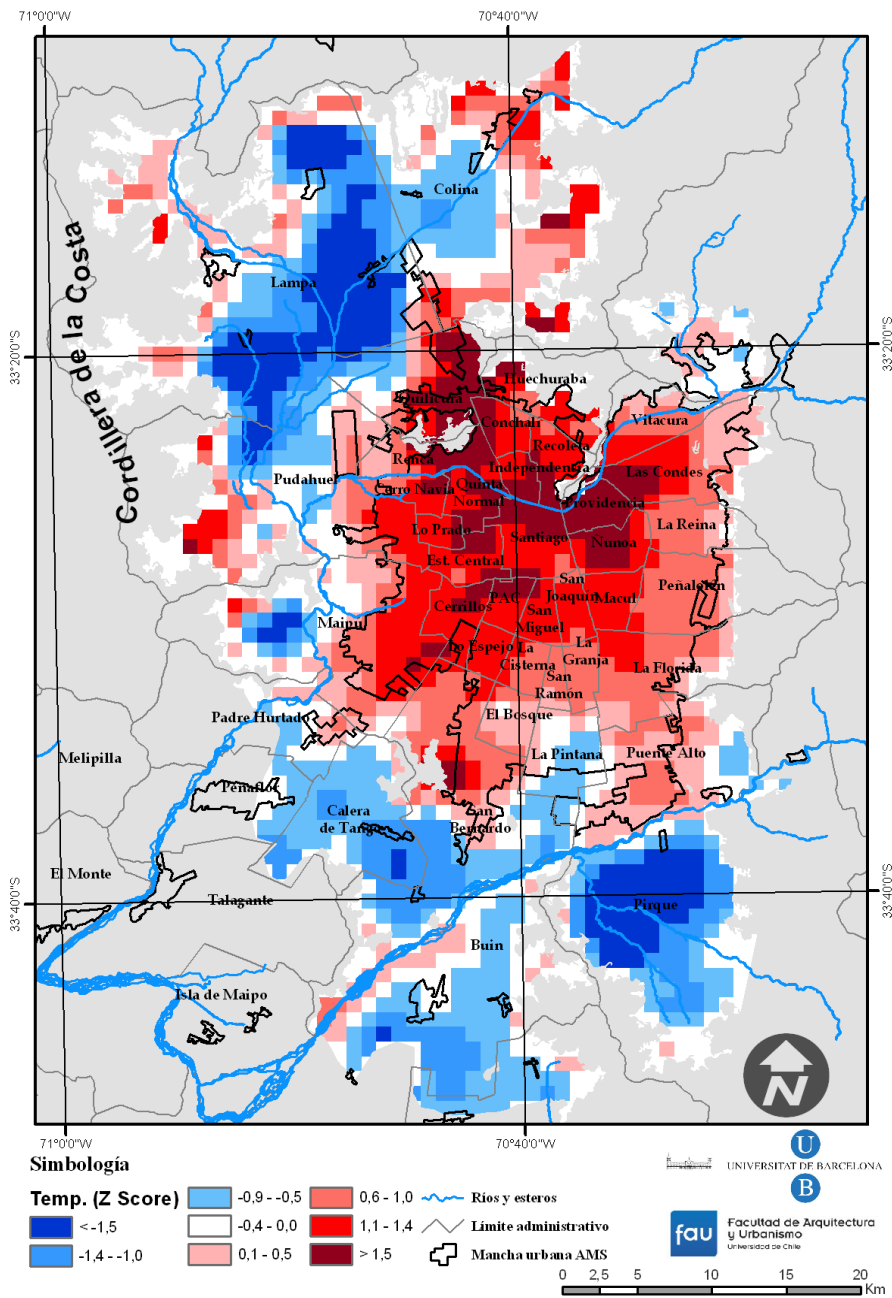 71°0'0"W
70°40'0"W
Colina
Cordillera de la Costa
Lampa
33°20'0"S
33°20'0"S
Huechuraba
Quilicura
Conchalí
Vitacura
Recoleta
Renca
Independentia
Las Condes
Pudahuel
Quinta
Normal
Cerro Navia
Providencia
La Reina
Lo Prado
Santiago
Ñuñoa
Est. Central
San
Joaquín
Peñalolén
PAC
Macul
Cerrillos
San
Miguel
Maipú
Lo Espejo
La
Cisterna
La
Granja
La Florida
San
Ramón
Padre Hurtado
El Bosque
Melipilla
La Pintana
Puente Alto
Peñaflor
Calera
de Tango
San
Bernardo
El Monte
Talagante
33°40'0"S
33°40'0"S
Pirque
Buin
Isla de Maipo
N
71°0'0"W
70°40'0"W
Simbología
Temp. (Z Score)
< -1,5
-1,4 - -1,0
-0,9 - -0,5
-0,4 - 0,0
0,1 - 0,5
0,6 - 1,0
1,1 - 1,4
> 1,5
Ríos y esteros
Límite administrativo
Mancha urbana AMS
U
UNIVERSITAT DE BARCELONA
B
fau
Facultad de Arquitectura
y Urbanismo
Universidad de Chile
0 2,5 5 10 15 20
Km